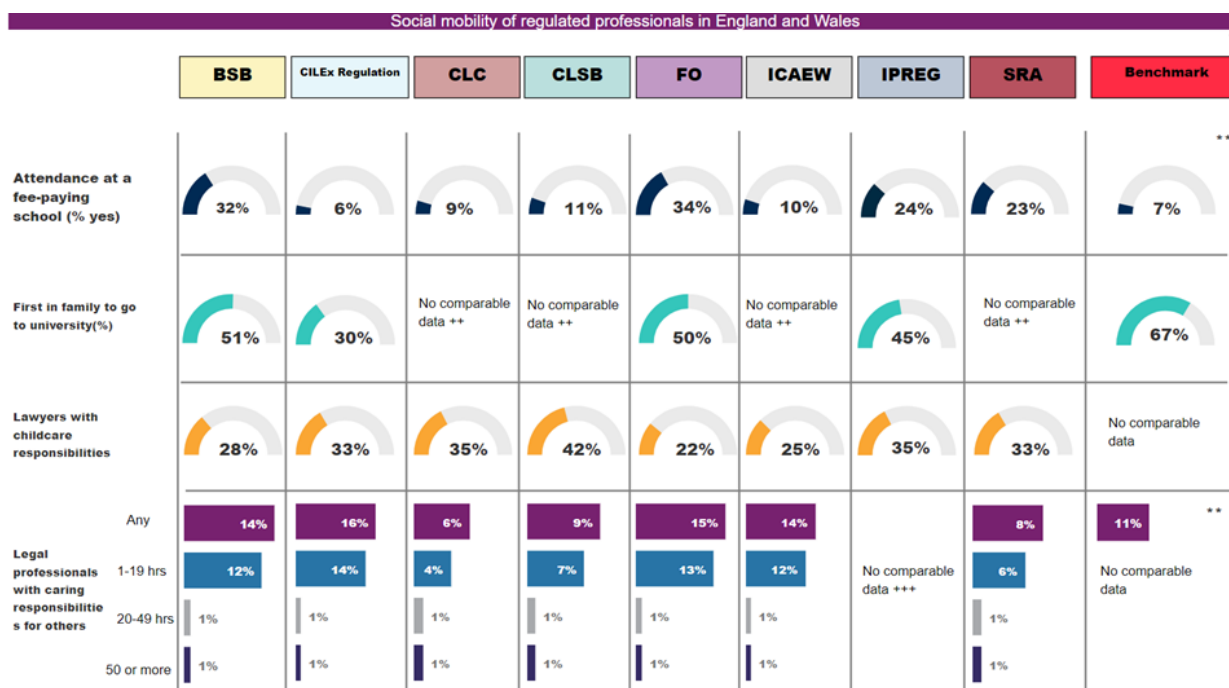 Social mobility of regulated professionals in England and Wales
BSB
CILEx Regulation
CLC
CLSB
FO
ICAEW
IPREG
SRA
Benchmark
**
Attendance at a
fee-paying
school (% yes)
32%
6%
9%
11%
34%
10%
24%
23%
7%
First in family to go
to university(%)
51%
30%
No comparable
data ++
No comparable
data ++
50%
No comparable
data ++
45%
No comparable
data ++
67%
Lawyers with
childcare
responsibilities
28%
33%
35%
42%
22%
25%
35%
33%
No comparable
data
Legal
professionals
with caring
responsibilitie
s for others
Any
14%
16%
6%
9%
15%
14%
8%
11%
**
1-19 hrs
12%
14%
4%
7%
13%
12%
No comparable
data +++
6%
No comparable
data
20-49 hrs
1%
1%
1%
1%
1%
1%
1%
50 or more
1%
1%
1%
1%
1%
1%
1%